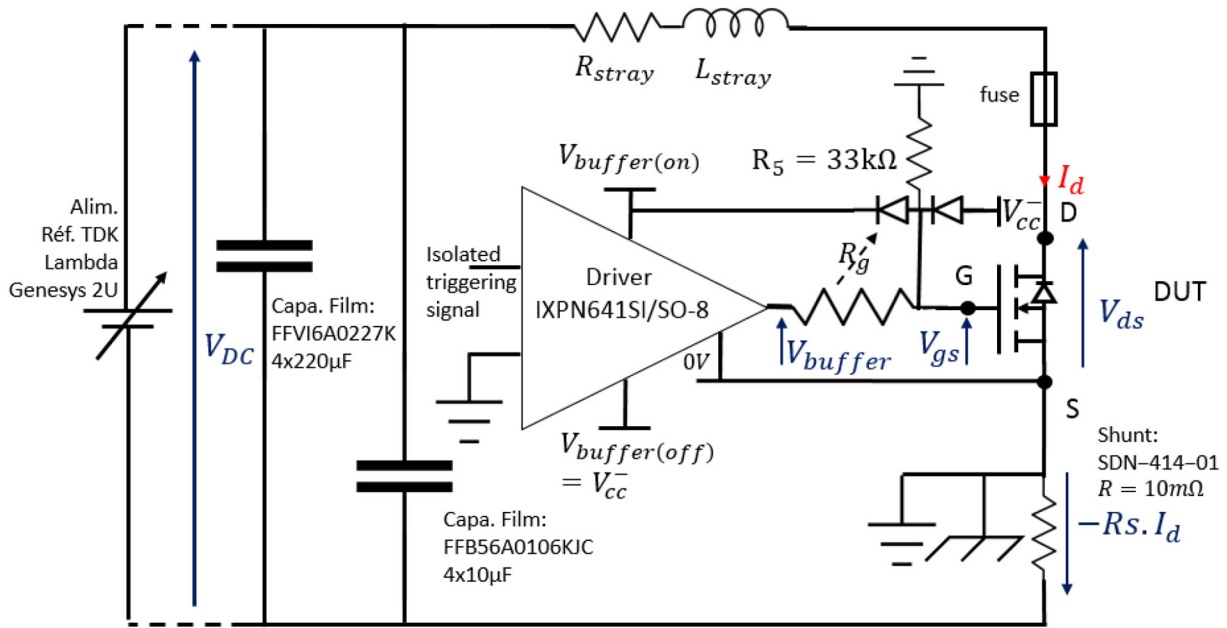 Alim.
Réf. TDK
Lambda
Genesys 2U
V_DC
Capa. Film:
FFVI6A0227K
4x220µF
Capa. Film:
FFB56A0106KJC
4x10µF
R_stray
L_stray
fuse
V_buffer(on)
R_5 = 33kΩ
I_d
V_cc^-
D
Isolated
triggering
signal
Driver
IXPN641SI/SO-8
R_g
G
V_ds
DUT
0V
V_buffer
V_gs
S
V_buffer(off)
= V_cc^-
Shunt:
SDN–414–01
R = 10mΩ
−Rs.I_d